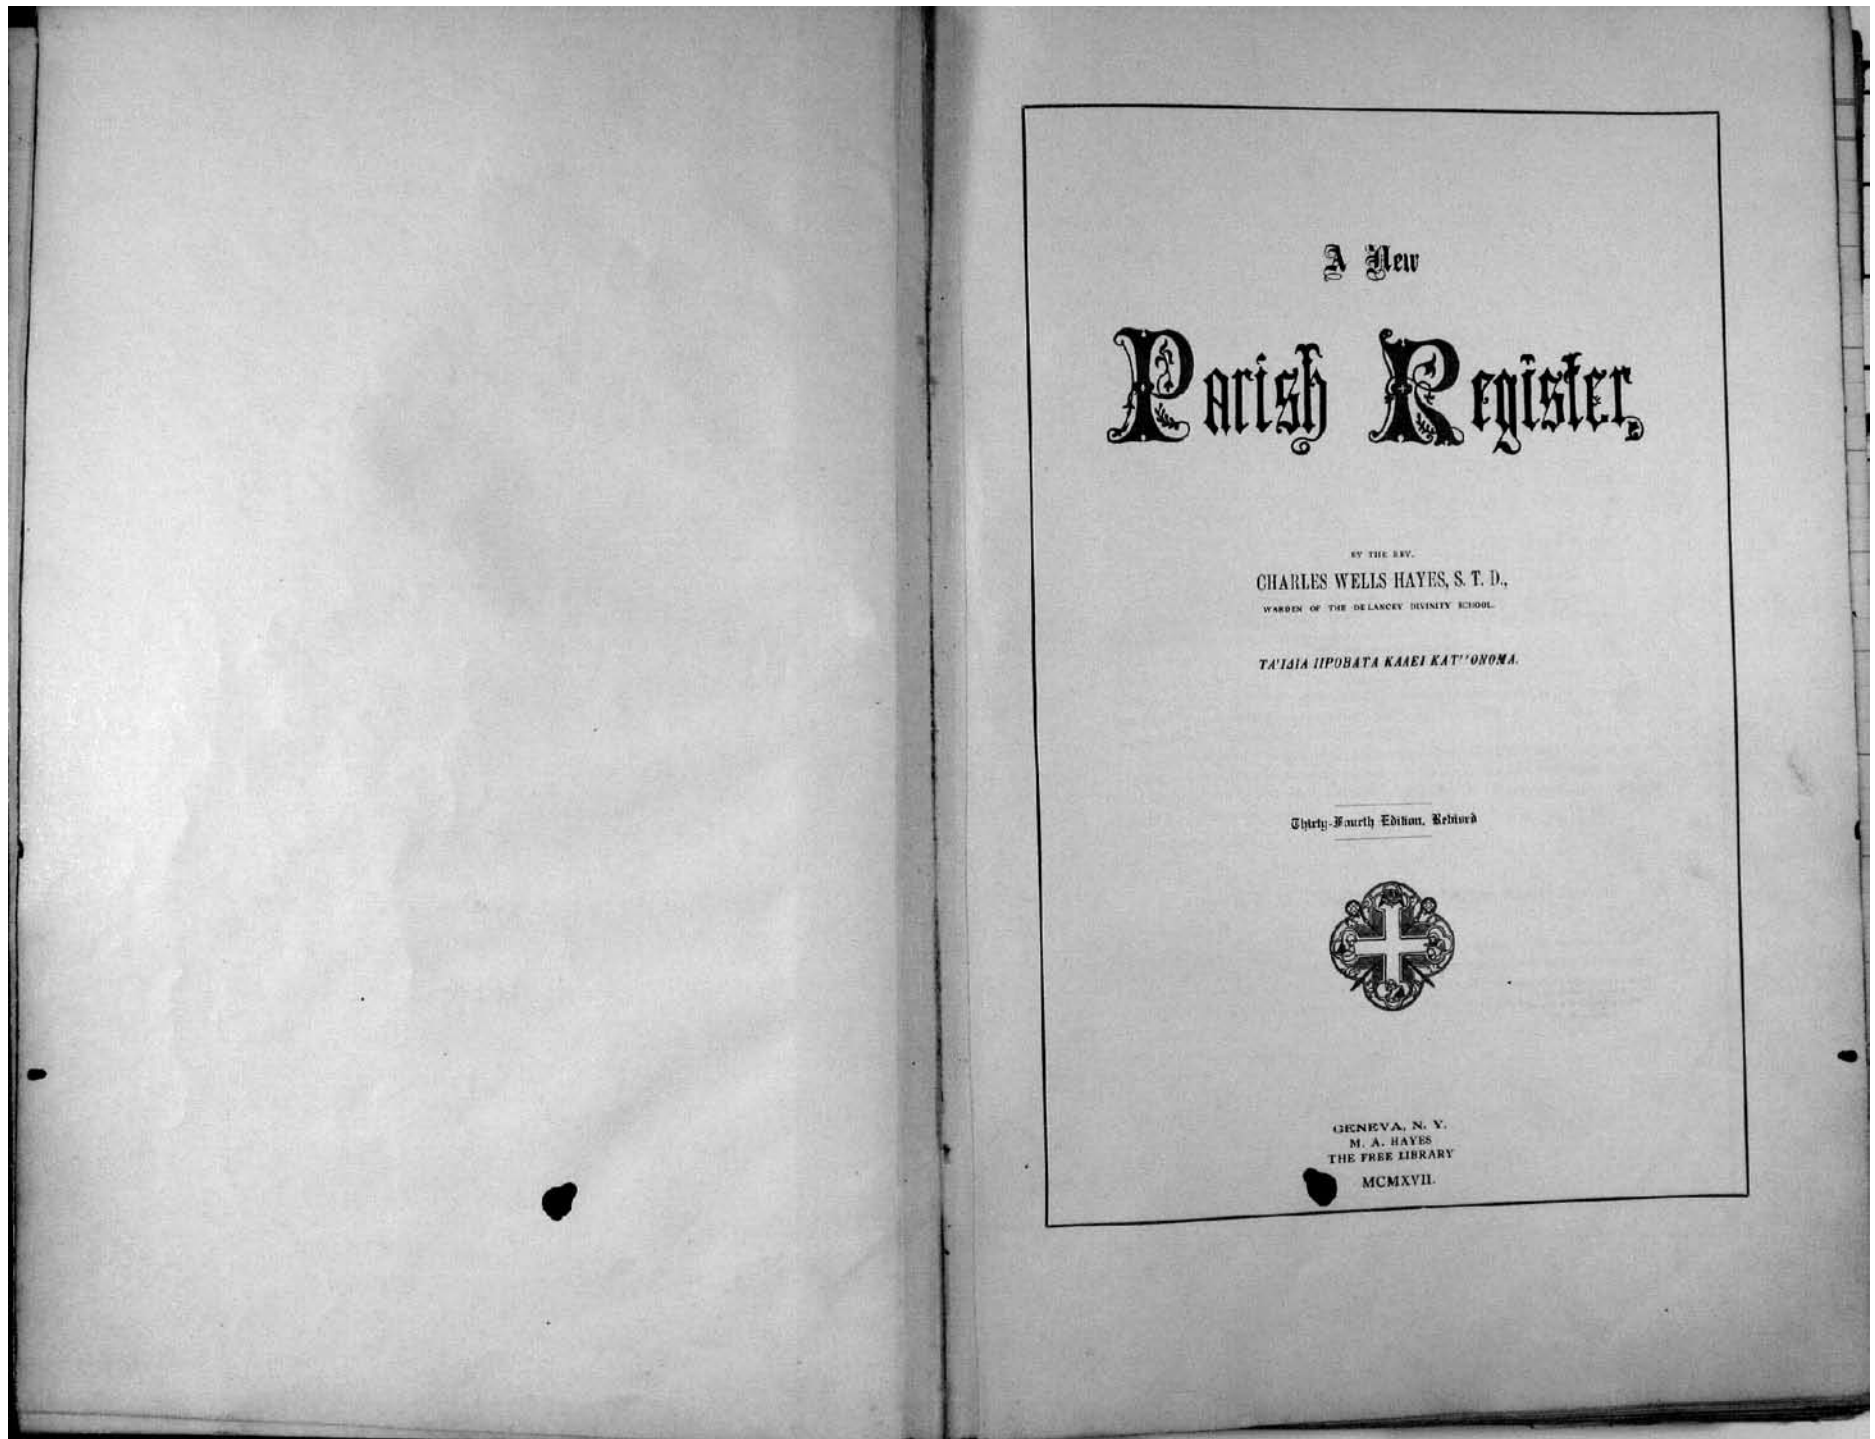 A New
Parish Register,
BY THE REV.
CHARLES WELLS HAYES, S. T. D.,
WARDEN OF THE DE LANCEY DIVINITY SCHOOL.
ΤΑ'ΙΔΙΑ ΠΡΟΒΑΤΑ ΚΑΛΕΙ ΚΑΤ''ΟΝΟΜΑ.
Thirty-Fourth Edition, Revised
GENEVA, N. Y.
M. A. HAYES
THE FREE LIBRARY
MCMXVII.